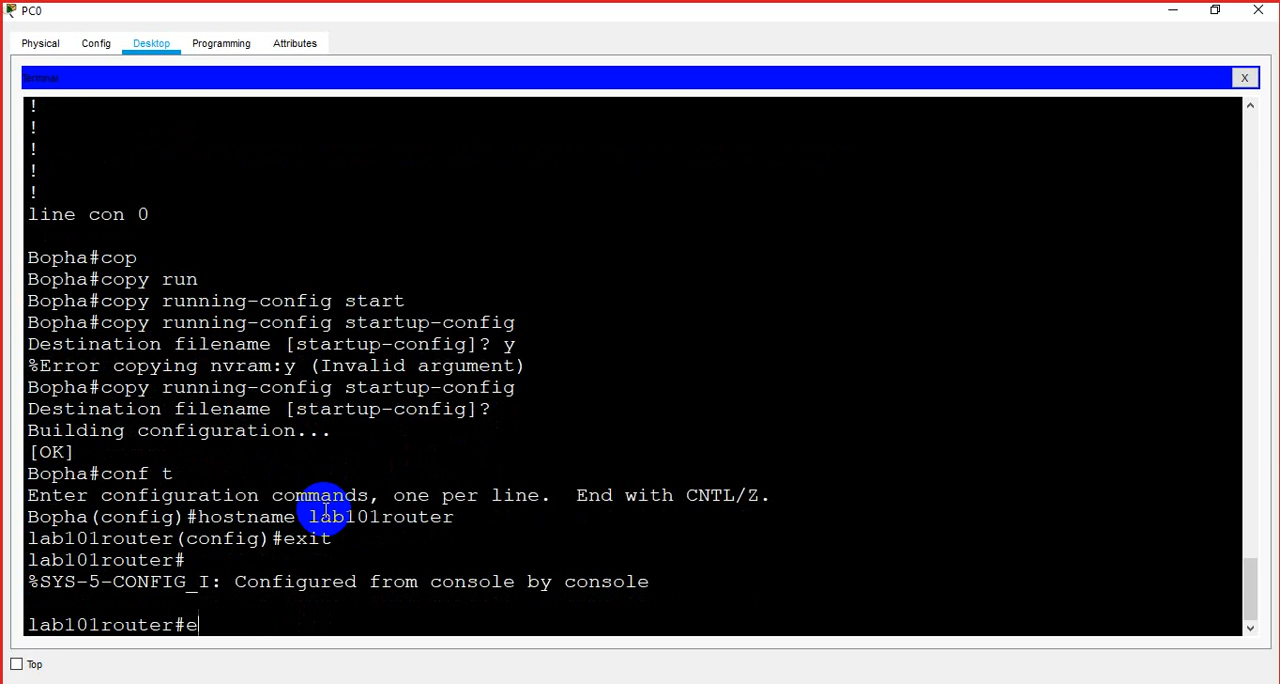 PC0
Physical Config Desktop Programming Attributes
Terminal
X
!
!
!
!
!
line con 0
Bopha#cop
Bopha#copy run
Bopha#copy running-config start
Bopha#copy running-config startup-config
Destination filename [startup-config]? y
%Error copying nvram:y (Invalid argument)
Bopha#copy running-config startup-config
Destination filename [startup-config]?
Building configuration...
[OK]
Bopha#conf t
Enter configuration commands, one per line.  End with CNTL/Z.
Bopha(config)#hostname lab101router
lab101router(config)#exit
lab101router#
%SYS-5-CONFIG_I: Configured from console by console
lab101router#e
Top